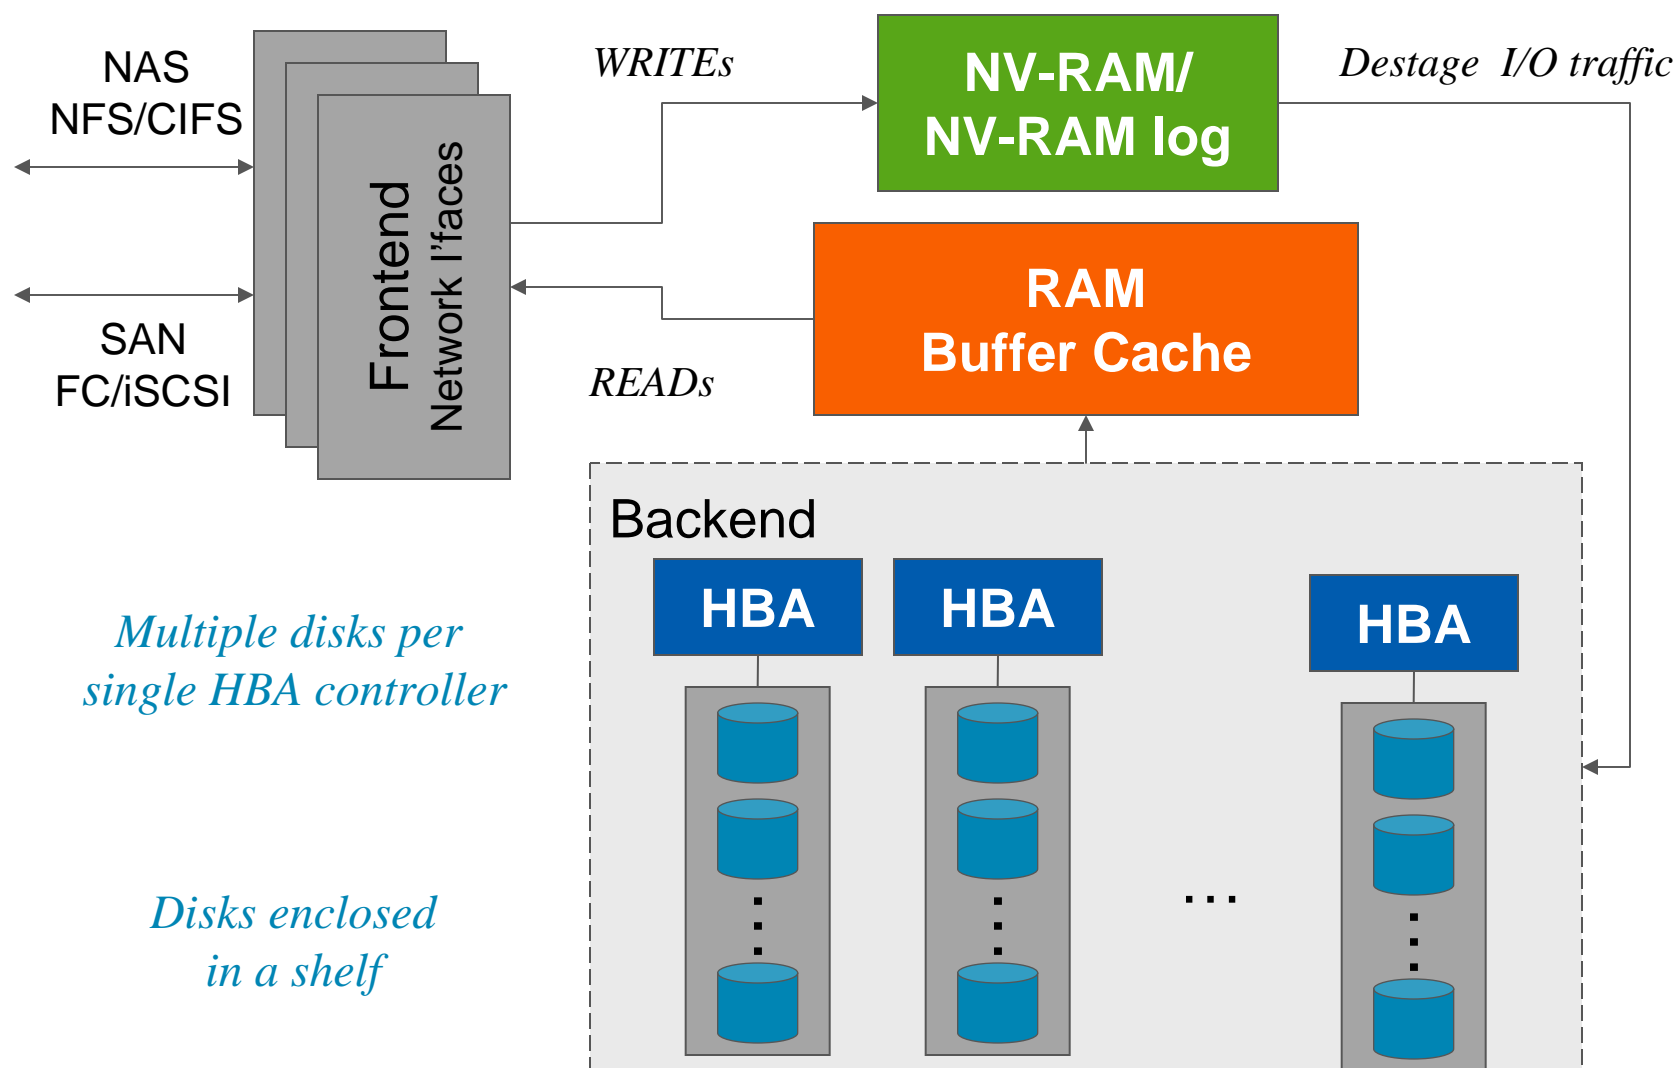 NAS
NFS/CIFS
SAN
FC/iSCSI
Frontend
Network I'faces
WRITEs
READs
NV-RAM/
NV-RAM log
Destage I/O traffic
RAM
Buffer Cache
Backend
HBA
HBA
HBA
...
Multiple disks per
single HBA controller
Disks enclosed
in a shelf